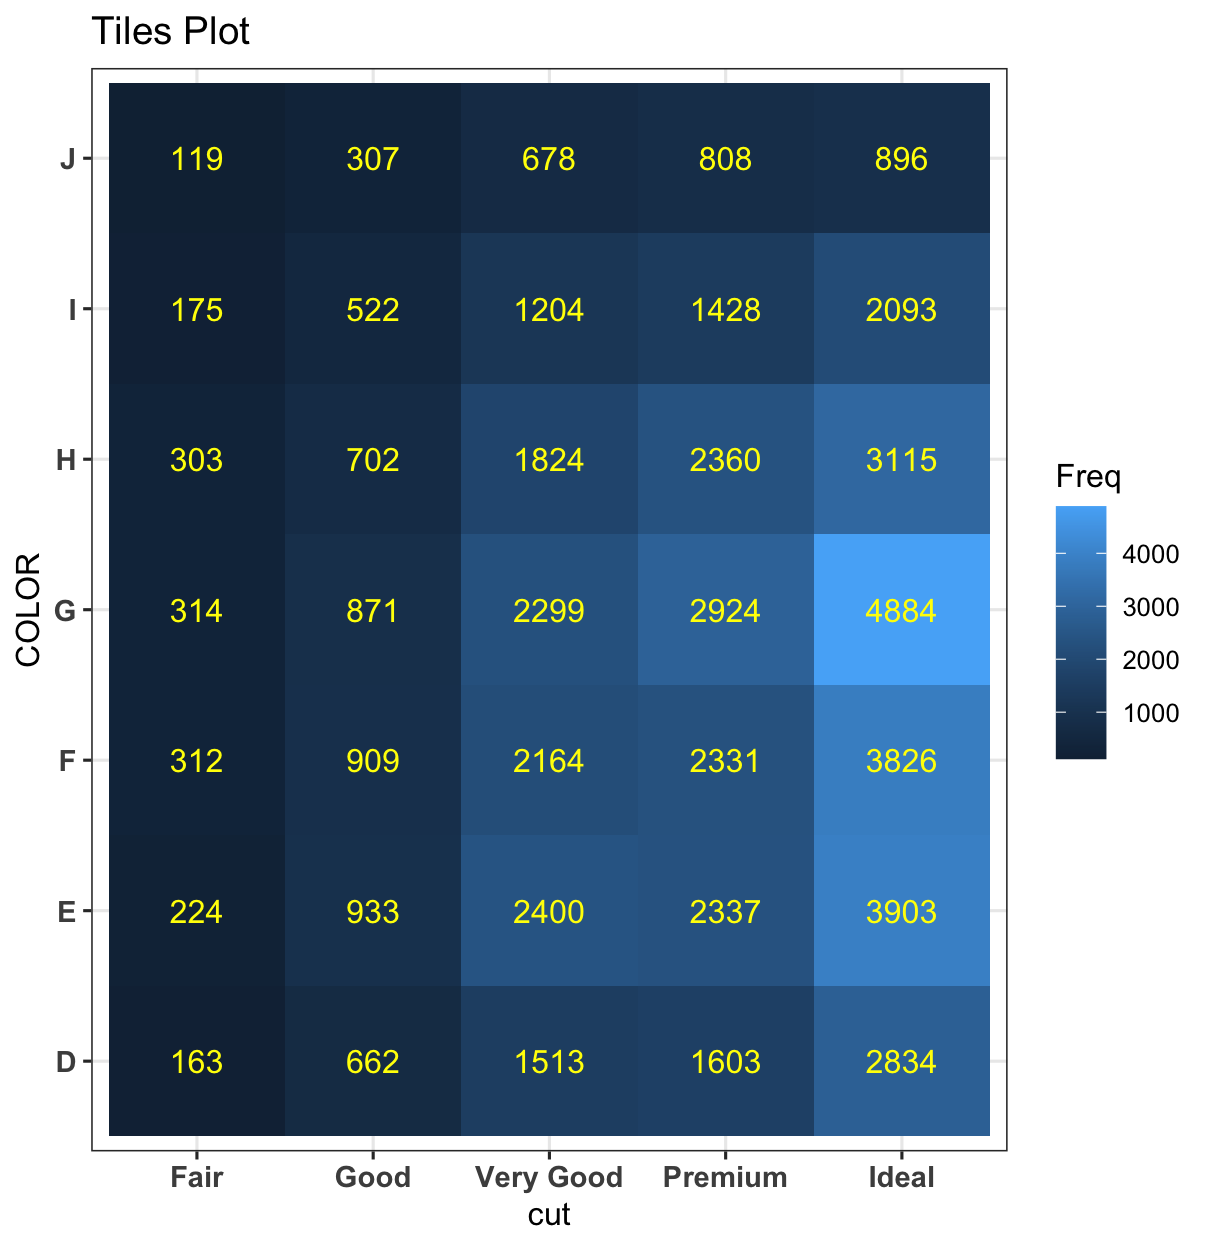 Tiles Plot
J 119 307 678 808 896
I 175 522 1204 1428 2093
H 303 702 1824 2360 3115
G 314 871 2299 2924 4884
F 312 909 2164 2331 3826
E 224 933 2400 2337 3903
D 163 662 1513 1603 2834
Fair Good Very Good Premium Ideal
cut
COLOR
Freq
4000
3000
2000
1000